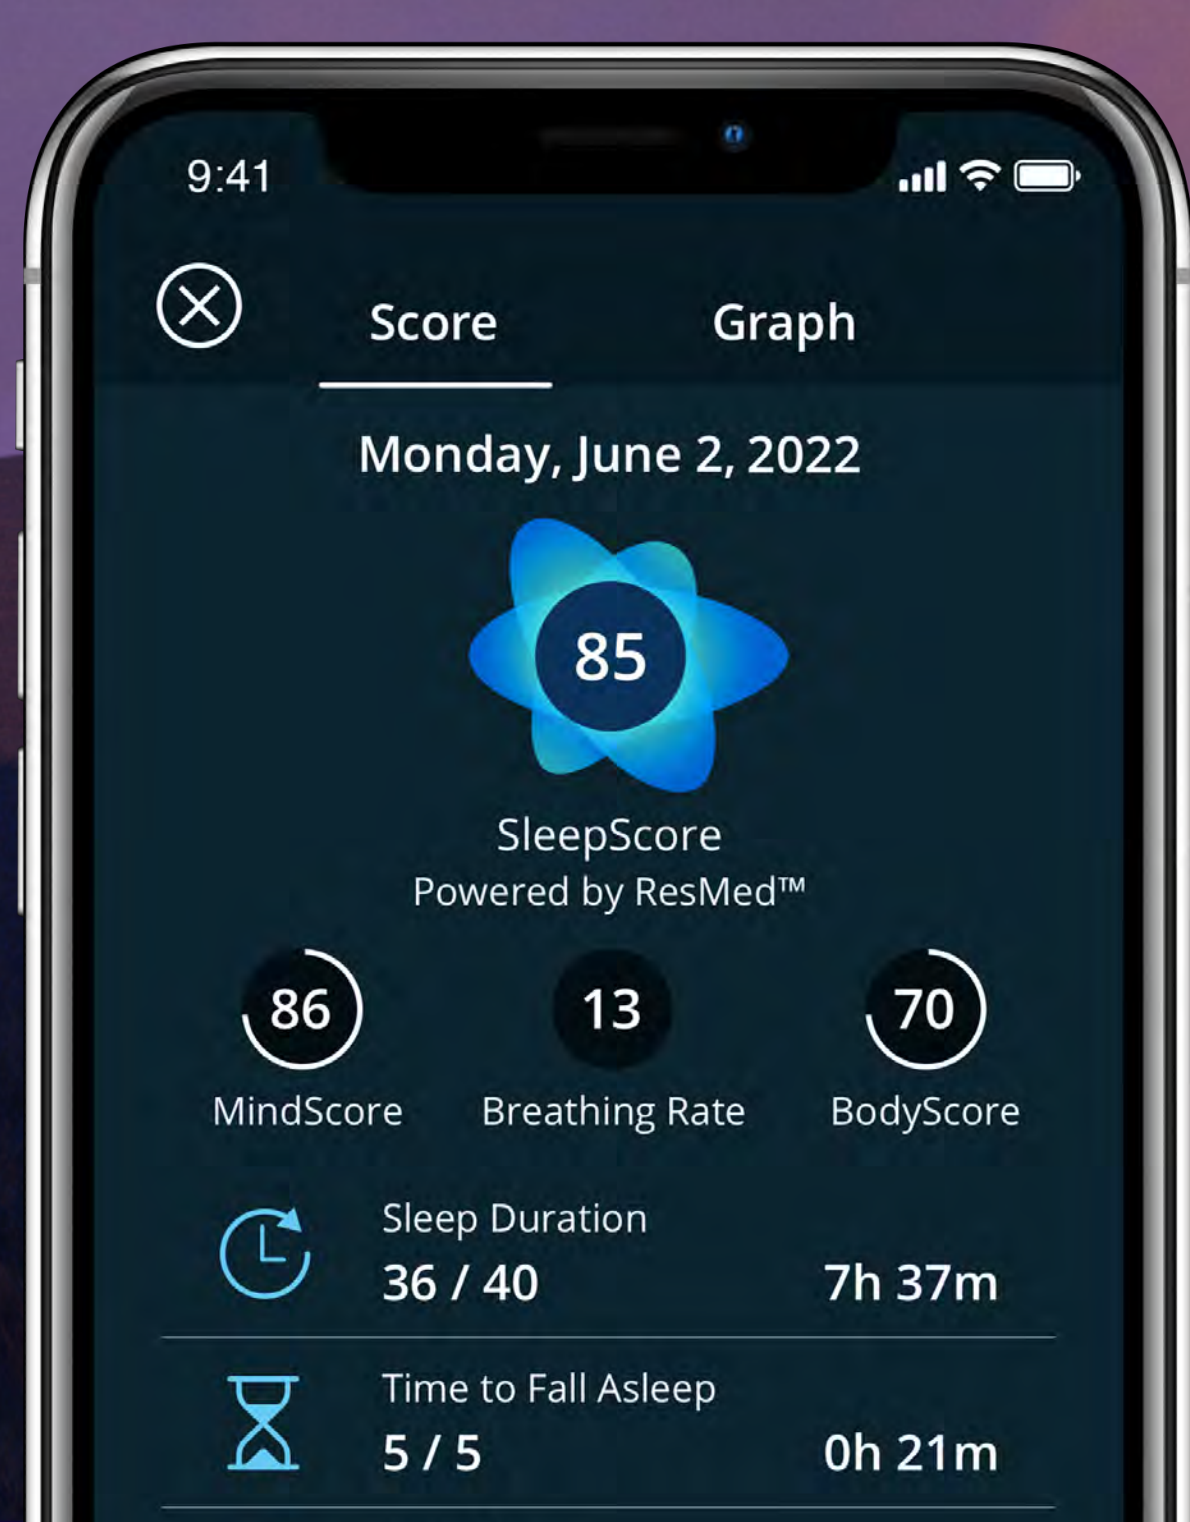 9:41
Score Graph
Monday, June 2, 2022
85
SleepScore
Powered by ResMed™
86 13 70
MindScore Breathing Rate BodyScore
Sleep Duration
36 / 40 7h 37m
Time to Fall Asleep
5 / 5 0h 21m